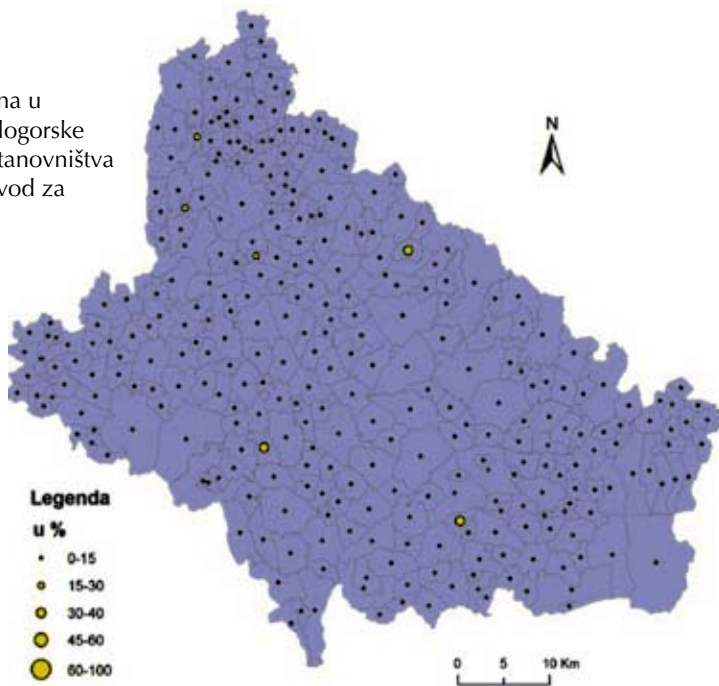 na u
logorske
tanovništva
vod za
N
Legenda
u %
0-15
15-30
30-40
45-60
60-100
0 5 10 Km